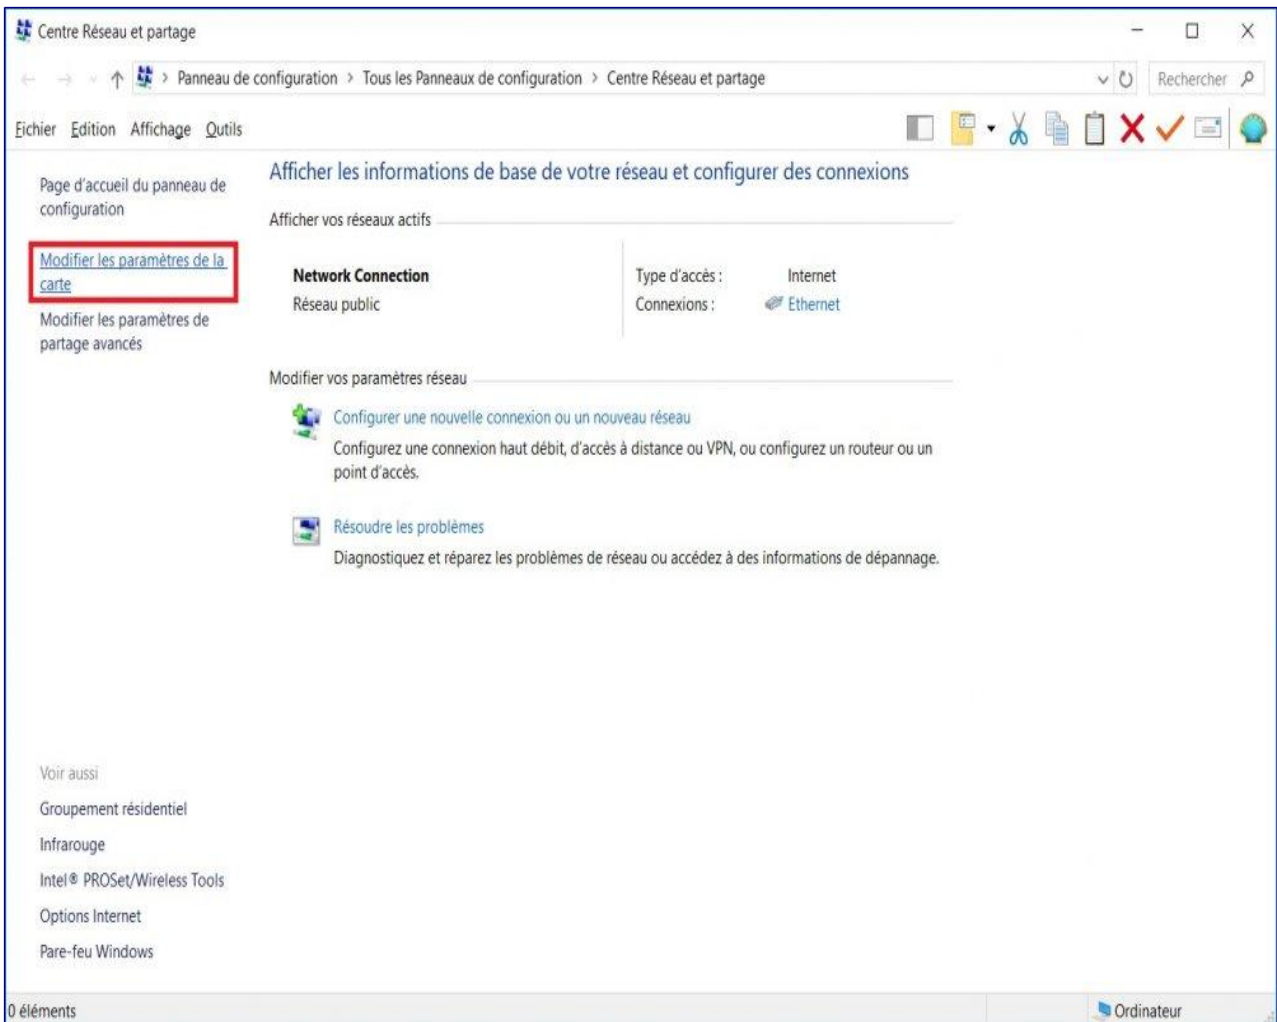 Centre Réseau et partage
Panneau de configuration > Tous les Panneaux de configuration > Centre Réseau et partage
Rechercher
Fichier Edition Affichage Outils
Page d'accueil du panneau de
configuration
Modifier les paramètres de la
carte
Modifier les paramètres de
partage avancés
Afficher les informations de base de votre réseau et configurer des connexions
Afficher vos réseaux actifs
Network Connection
Réseau public
Type d'accès : Internet
Connexions : Ethernet
Modifier vos paramètres réseau
Configurer une nouvelle connexion ou un nouveau réseau
Configurez une connexion haut débit, d'accès à distance ou VPN, ou configurez un routeur ou un
point d'accès.
Résoudre les problèmes
Diagnostiquez et réparez les problèmes de réseau ou accédez à des informations de dépannage.
Voir aussi
Groupement résidentiel
Infrarouge
Intel® PROSet/Wireless Tools
Options Internet
Pare-feu Windows
0 éléments
Ordinateur